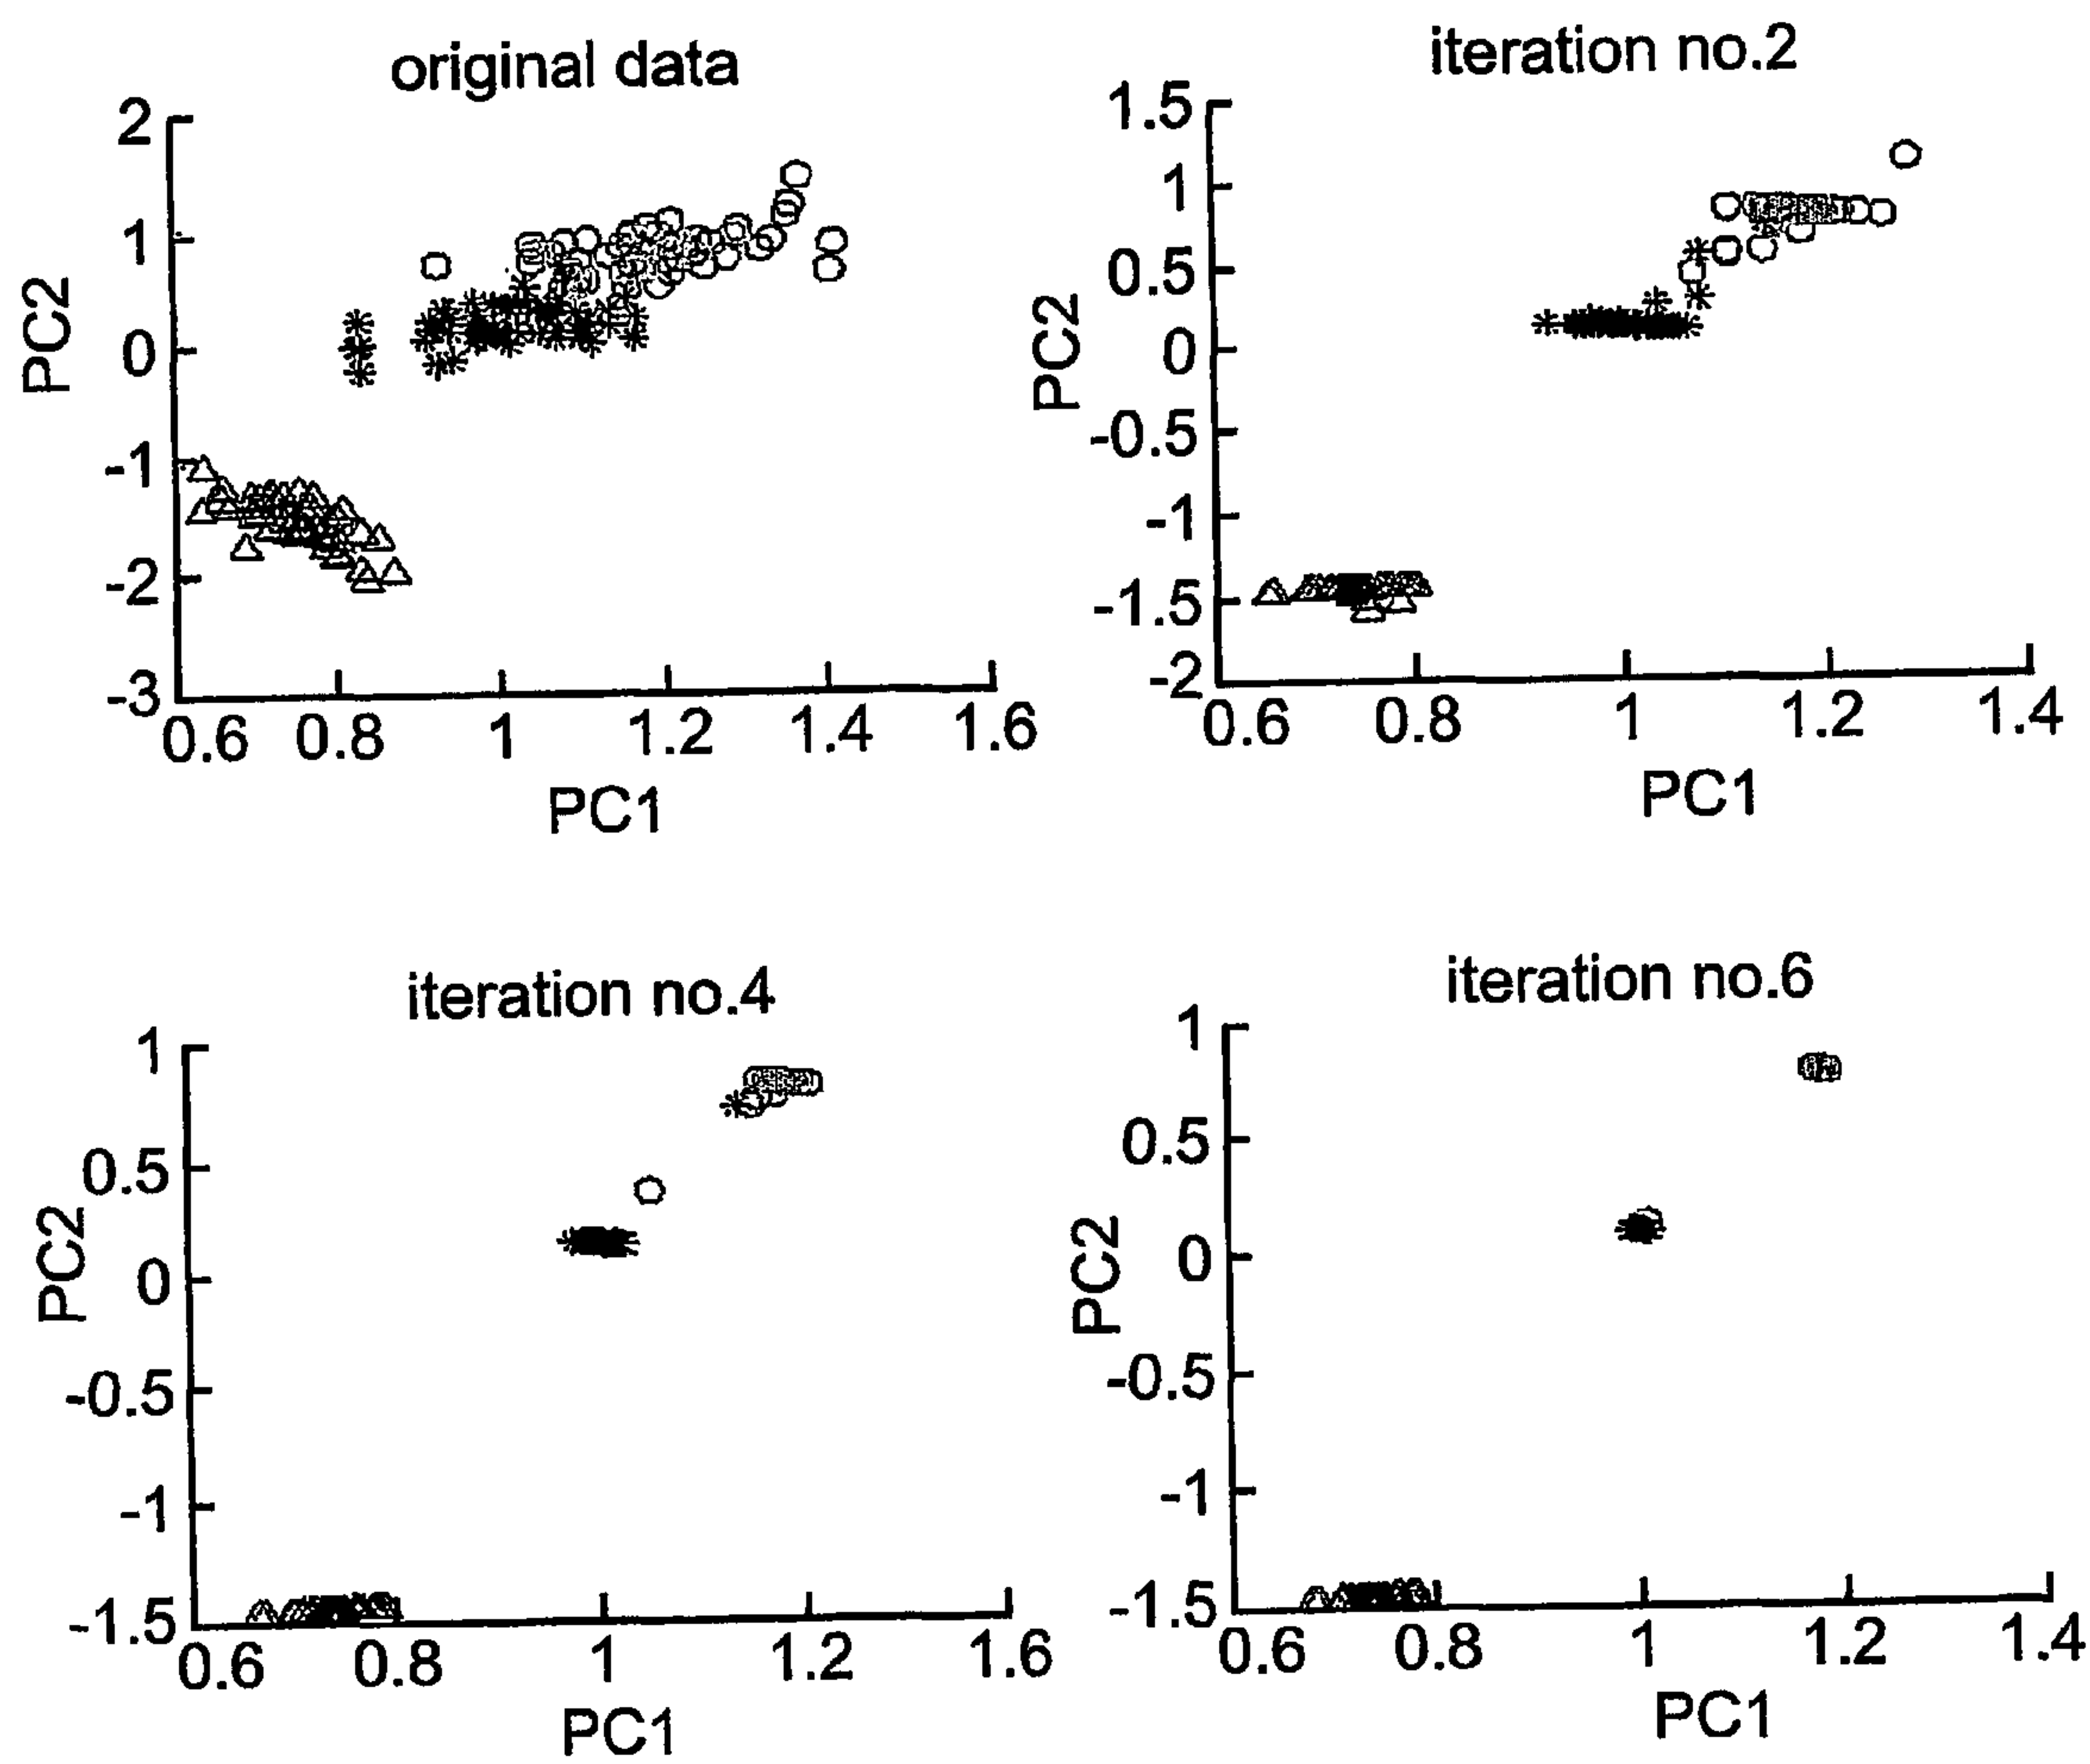 original data
2
1
0
-1
-2
-3
PC2
0.6 0.8 1 1.2 1.4 1.6
PC1
iteration no.2
1.5
1
0.5
0
-0.5
-1
-1.5
-2
PC2
0.6 0.8 1 1.2 1.4
PC1
iteration no.4
1
0.5
0
-0.5
-1
-1.5
PC2
0.6 0.8 1 1.2 1.6
PC1
iteration no.6
1
0.5
0
-0.5
-1
-1.5
PC2
0.6 0.8 1 1.2 1.4
PC1